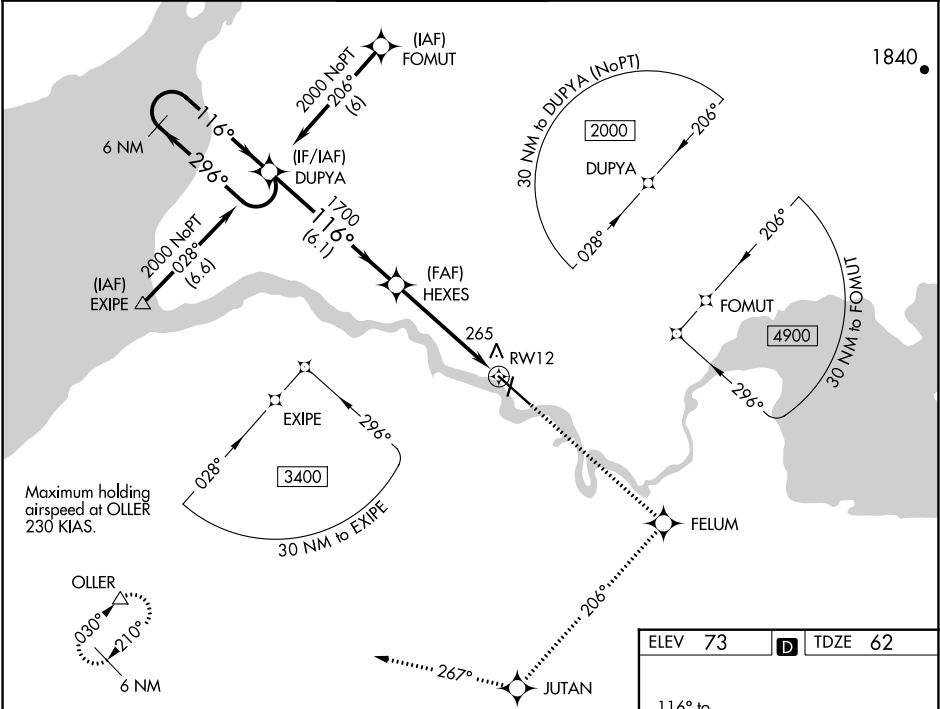 (IAF)
FOMUT
1840
2000 NoPT
206°
(6)
30 NM to DUPYA (NoPT)
2000
206°
DUPYA
028°
116°
6 NM
296°
(IF/IAF)
DUPYA
1700
116°
(6.1)
2000 NoPT
028°
(6.6)
(IAF)
EXIPE
(FAF)
HEXES
206°
FOMUT
4900
30 NM to FOMUT
296°
265
RW12
EXIPE
296°
028°
3400
30 NM to EXIPE
Maximum holding
airspeed at OLLER
230 KIAS.
FELUM
OLLER
030°
210°
6 NM
206°
267°
JUTAN
ELEV 73
D
TDZE 62
116° to